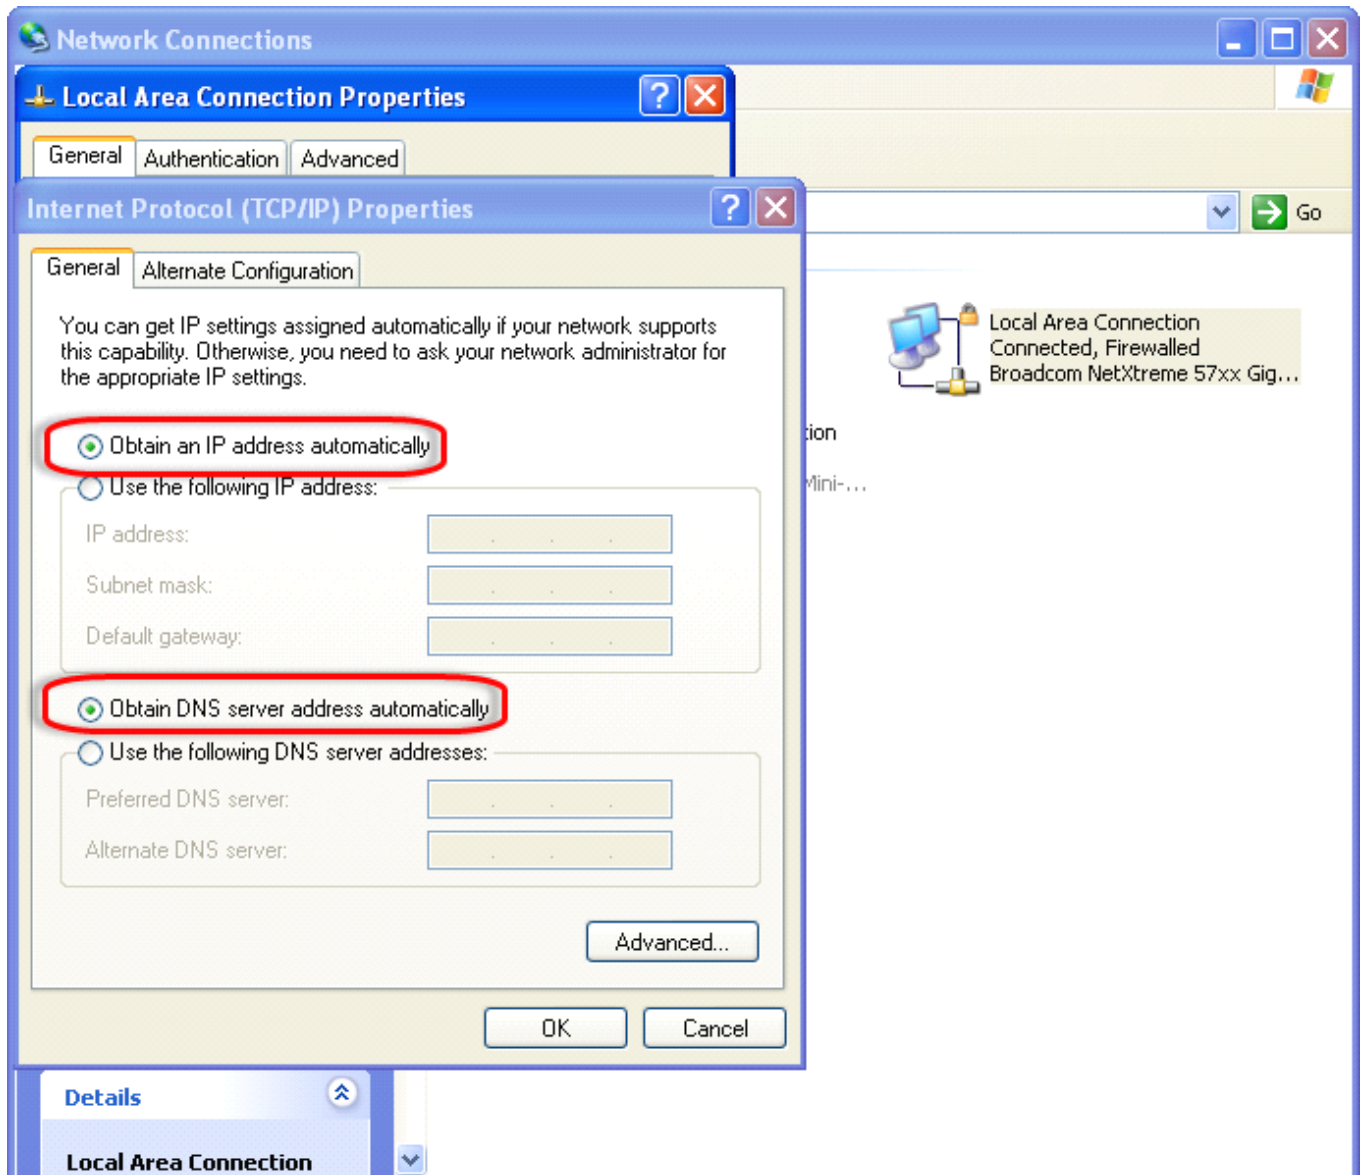 Network Connections
Local Area Connection Properties
General Authentication Advanced
Internet Protocol (TCP/IP) Properties
Go
General Alternate Configuration
You can get IP settings assigned automatically if your network supports
this capability. Otherwise, you need to ask your network administrator for
the appropriate IP settings.
Obtain an IP address automatically
Use the following IP address:
IP address:
Subnet mask:
Default gateway:
Obtain DNS server address automatically
Use the following DNS server addresses:
Preferred DNS server:
Alternate DNS server:
Advanced...
OK Cancel
Local Area Connection
Connected, Firewalled
Broadcom NetXtreme 57xx Gig...
tion
Mini-...
Details
Local Area Connection